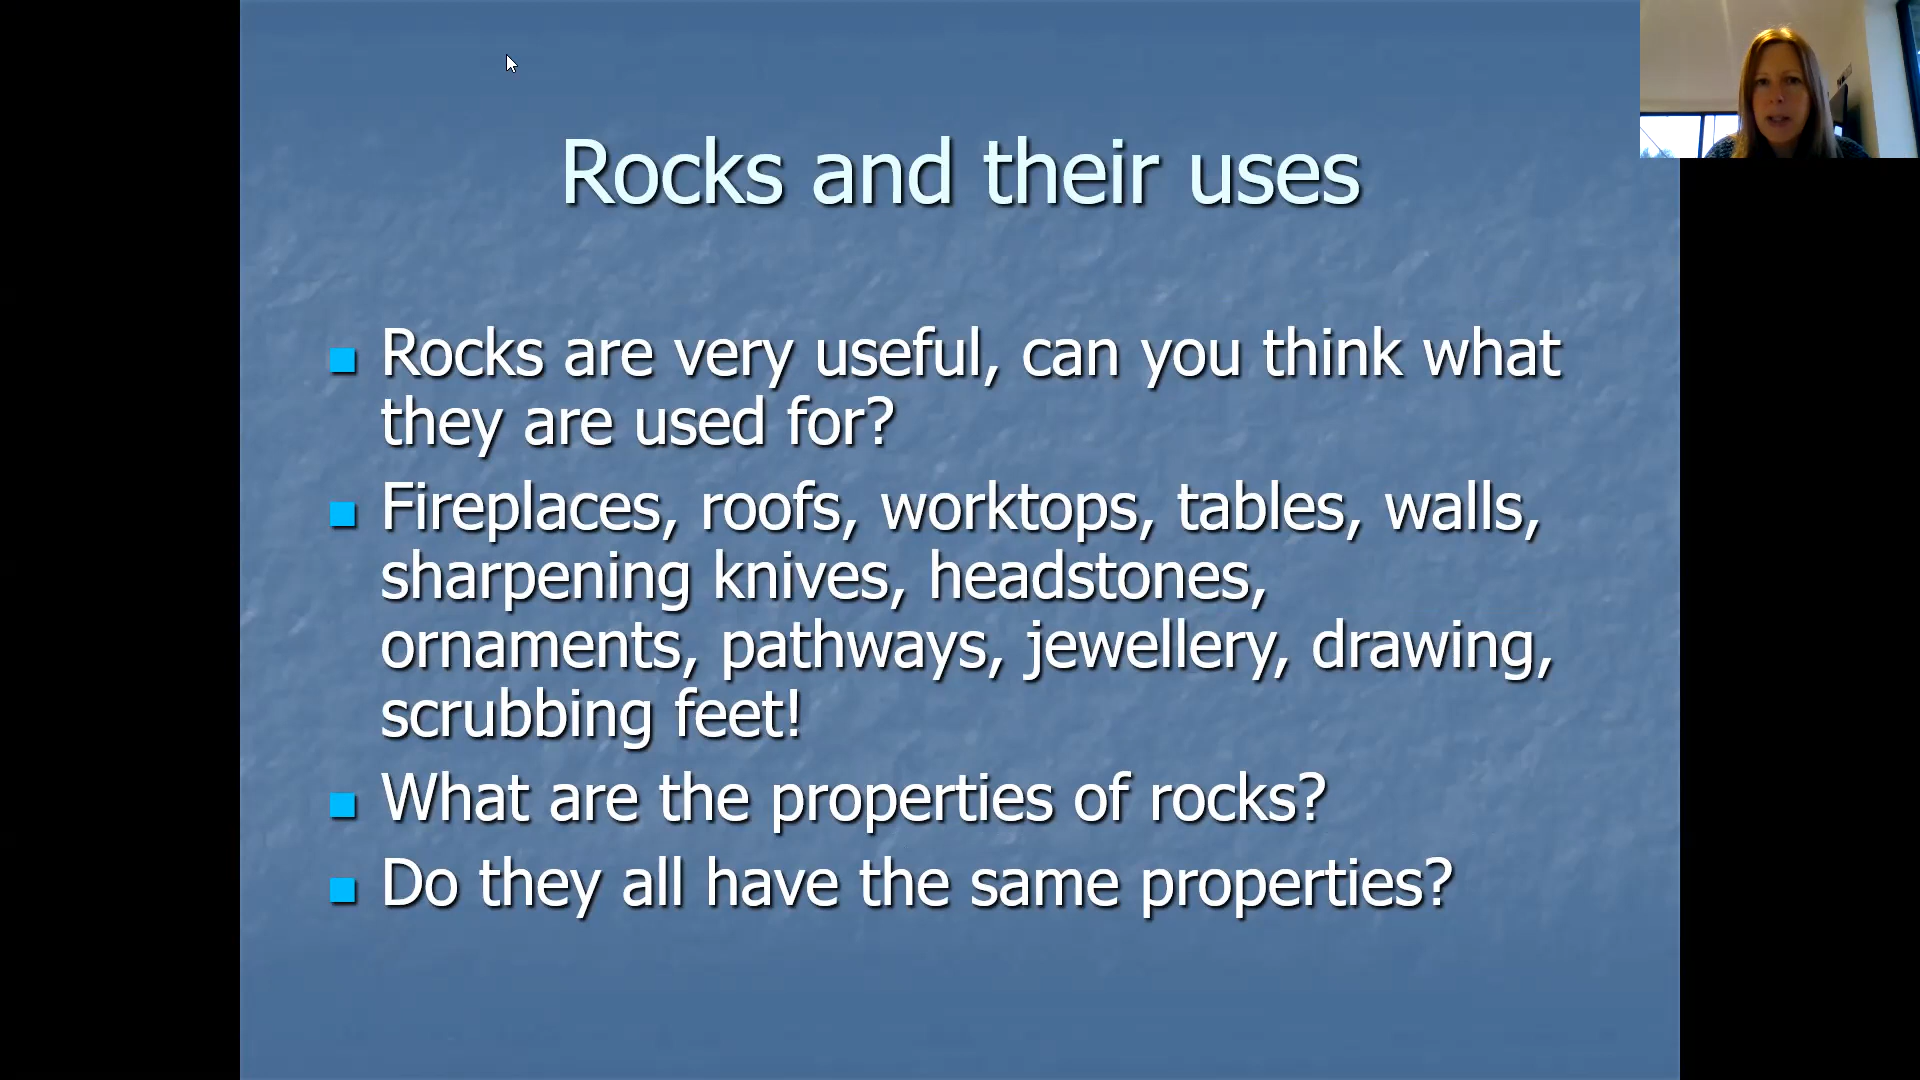 Rocks and their uses
Rocks are very useful, can you think what
they are used for?
Fireplaces, roofs, worktops, tables, walls,
sharpening knives, headstones,
ornaments, pathways, jewellery, drawing,
scrubbing feet!
What are the properties of rocks?
Do they all have the same properties?